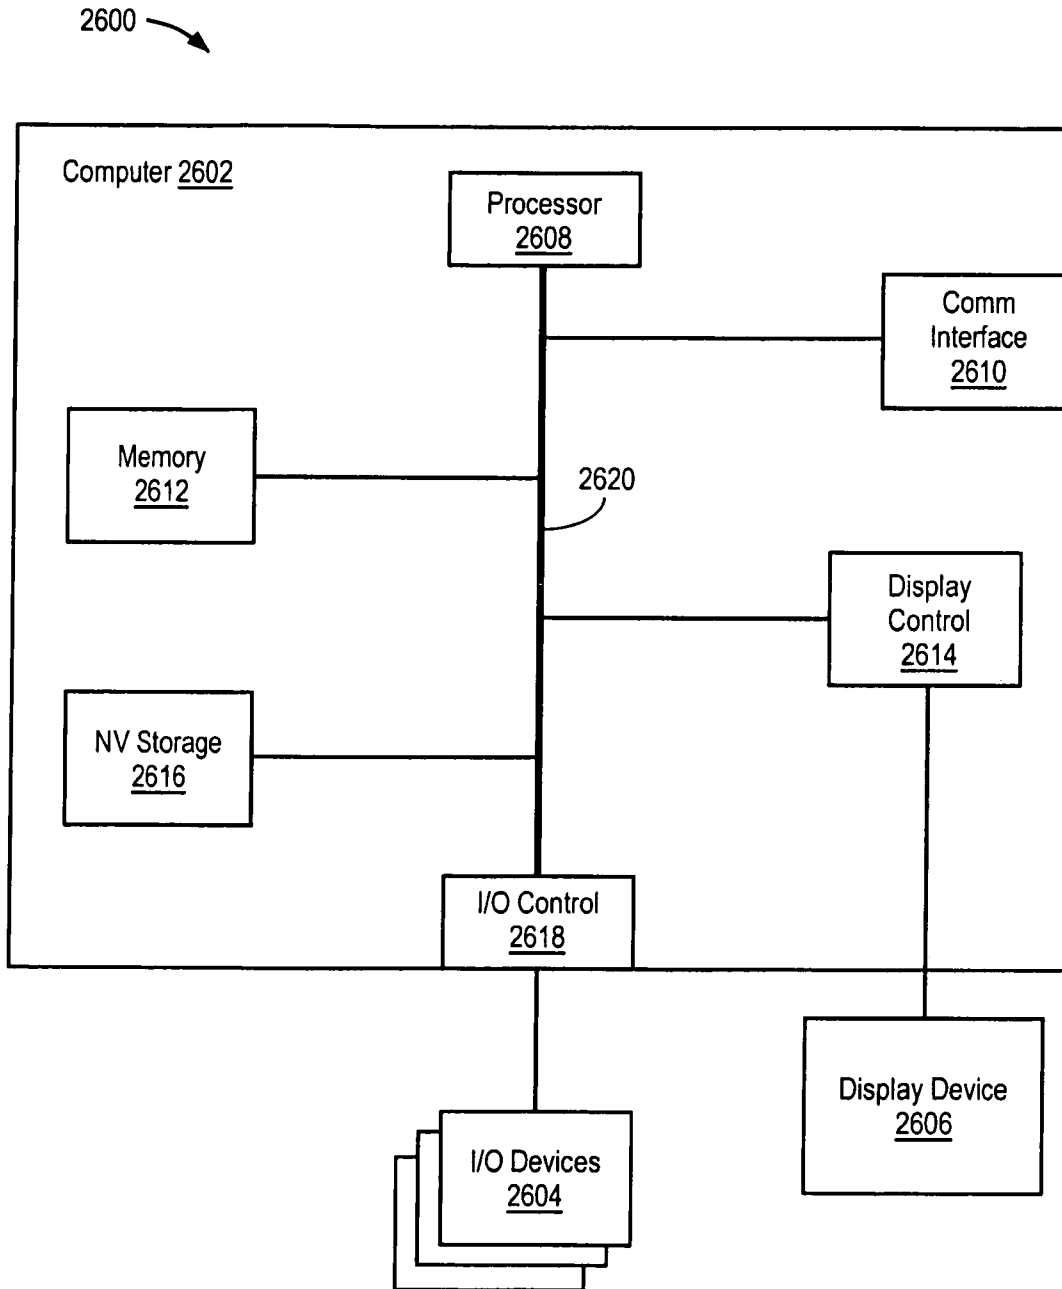 2600
Computer 2602
Processor
2608
Comm
Interface
2610
Memory
2612
2620
Display
Control
2614
NV Storage
2616
I/O Control
2618
Display Device
2606
I/O Devices
2604